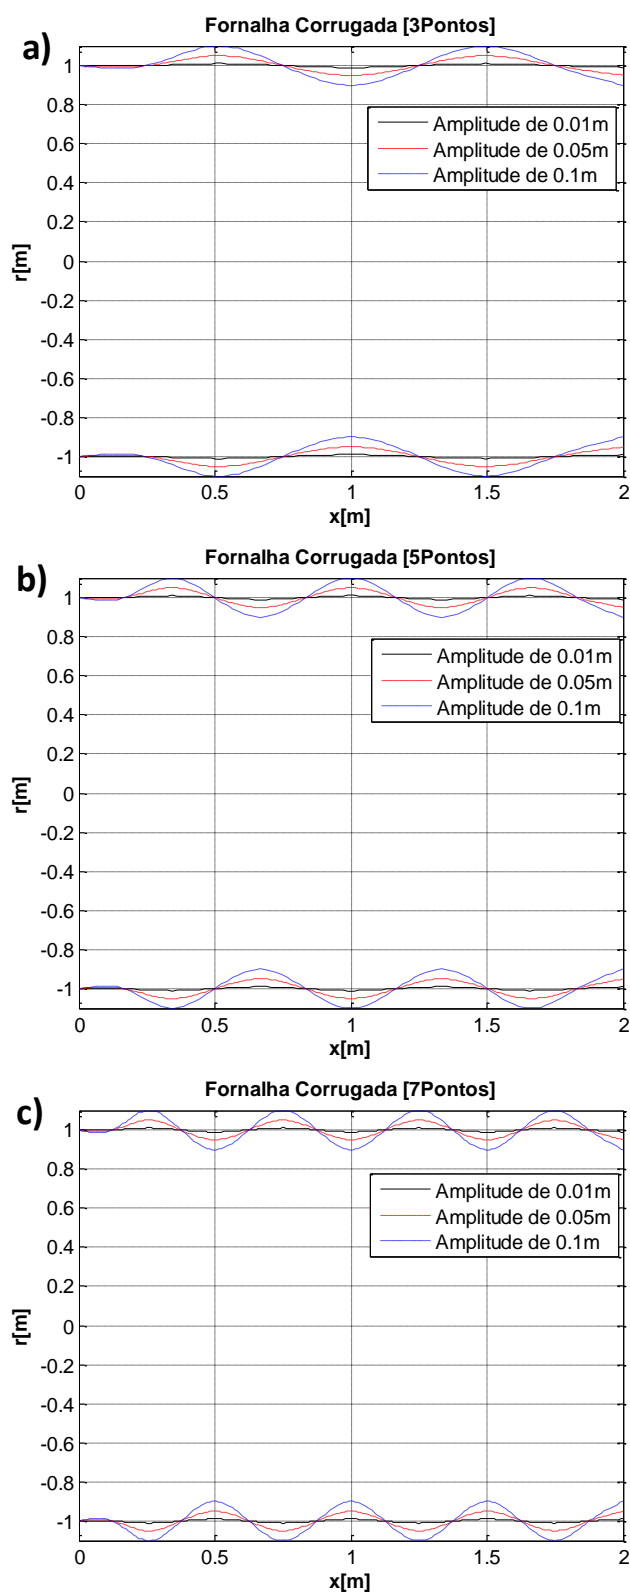 a)
Fornalha Corrugada [3Pontos]
1
0.8
0.6
0.4
0.2
0
-0.2
-0.4
-0.6
-0.8
-1
r[m]
Amplitude de 0.01m
Amplitude de 0.05m
Amplitude de 0.1m
0 0.5 1 1.5 2
x[m]
b)
Fornalha Corrugada [5Pontos]
1
0.8
0.6
0.4
0.2
0
-0.2
-0.4
-0.6
-0.8
-1
r[m]
Amplitude de 0.01m
Amplitude de 0.05m
Amplitude de 0.1m
0 0.5 1 1.5 2
x[m]
c)
Fornalha Corrugada [7Pontos]
1
0.8
0.6
0.4
0.2
0
-0.2
-0.4
-0.6
-0.8
-1
r[m]
Amplitude de 0.01m
Amplitude de 0.05m
Amplitude de 0.1m
0 0.5 1 1.5 2
x[m]